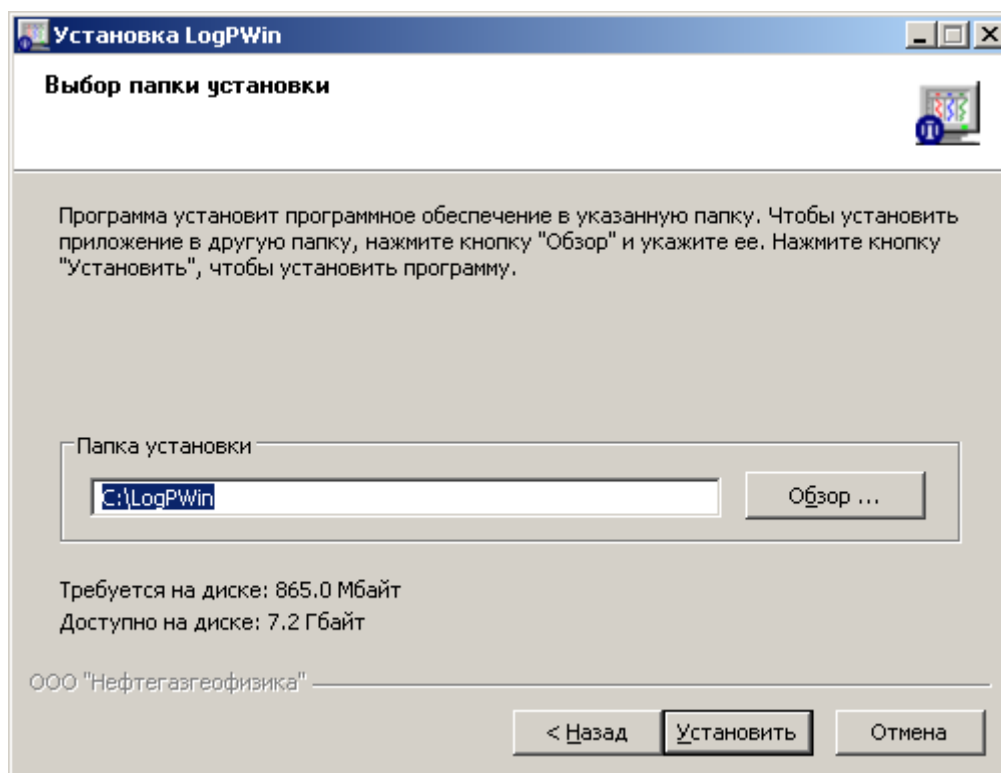 Установка LogPWin
Выбор папки установки
Программа установит программное обеспечение в указанную папку. Чтобы установить
приложение в другую папку, нажмите кнопку "Обзор" и укажите ее. Нажмите кнопку
"Установить", чтобы установить программу.
Папка установки
C:\LogPWin
Обзор ...
Требуется на диске: 865.0 Мбайт
Доступно на диске: 7.2 Гбайт
ООО "Нефтегазгеофизика"
< Назад
Установить
Отмена